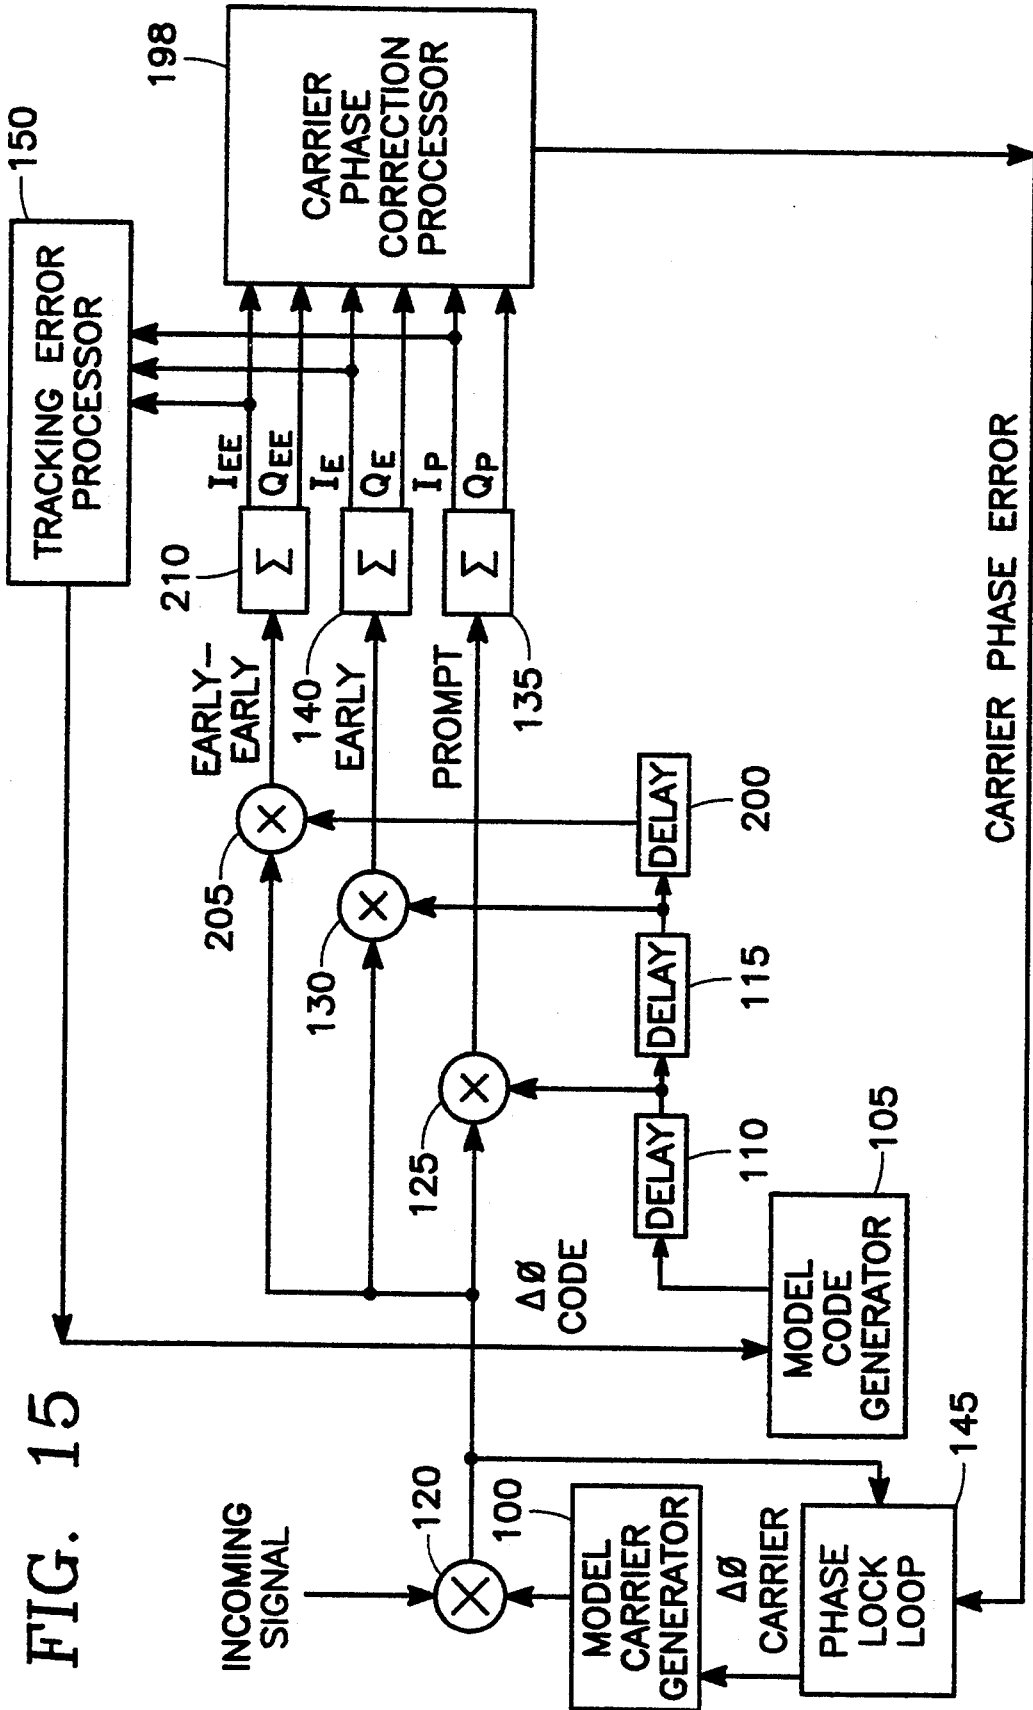 FIG. 15
TRACKING ERROR
PROCESSOR
150
CARRIER
PHASE
CORRECTION
PROCESSOR
198
INCOMING
SIGNAL
120
100
MODEL
CARRIER
GENERATOR
ΔØ
CARRIER
PHASE
LOCK
LOOP
145
ΔØ
CODE
MODEL
CODE
GENERATOR
105
125
130
205
DELAY
110
DELAY
115
DELAY
200
EARLY-
EARLY
EARLY
PROMPT
210
Σ
140
Σ
135
Σ
IEE
QEE
IE
QE
IP
QP
CARRIER PHASE ERROR